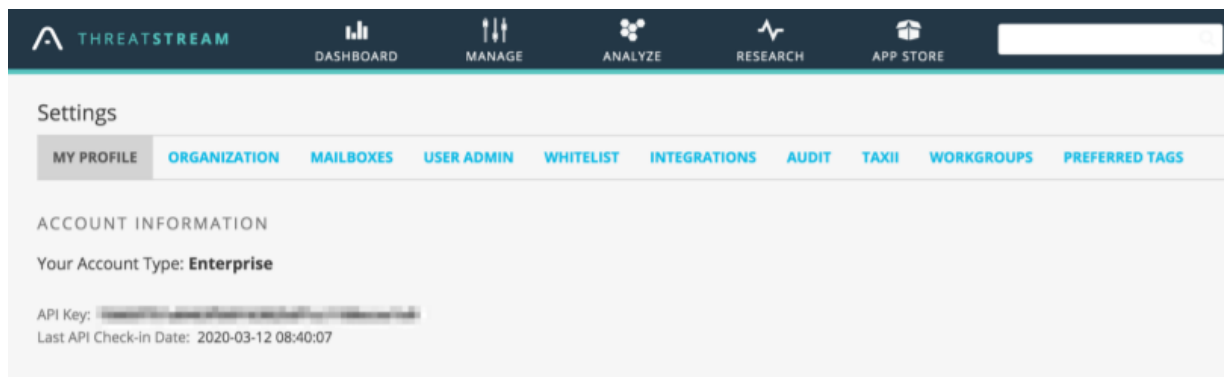 THREATSTREAM
DASHBOARD
MANAGE
ANALYZE
RESEARCH
APP STORE
Settings
MY PROFILE ORGANIZATION MAILBOXES USER ADMIN WHITELIST INTEGRATIONS AUDIT TAXII WORKGROUPS PREFERRED TAGS
ACCOUNT INFORMATION
Your Account Type: Enterprise
API Key:
Last API Check-in Date: 2020-03-12 08:40:07